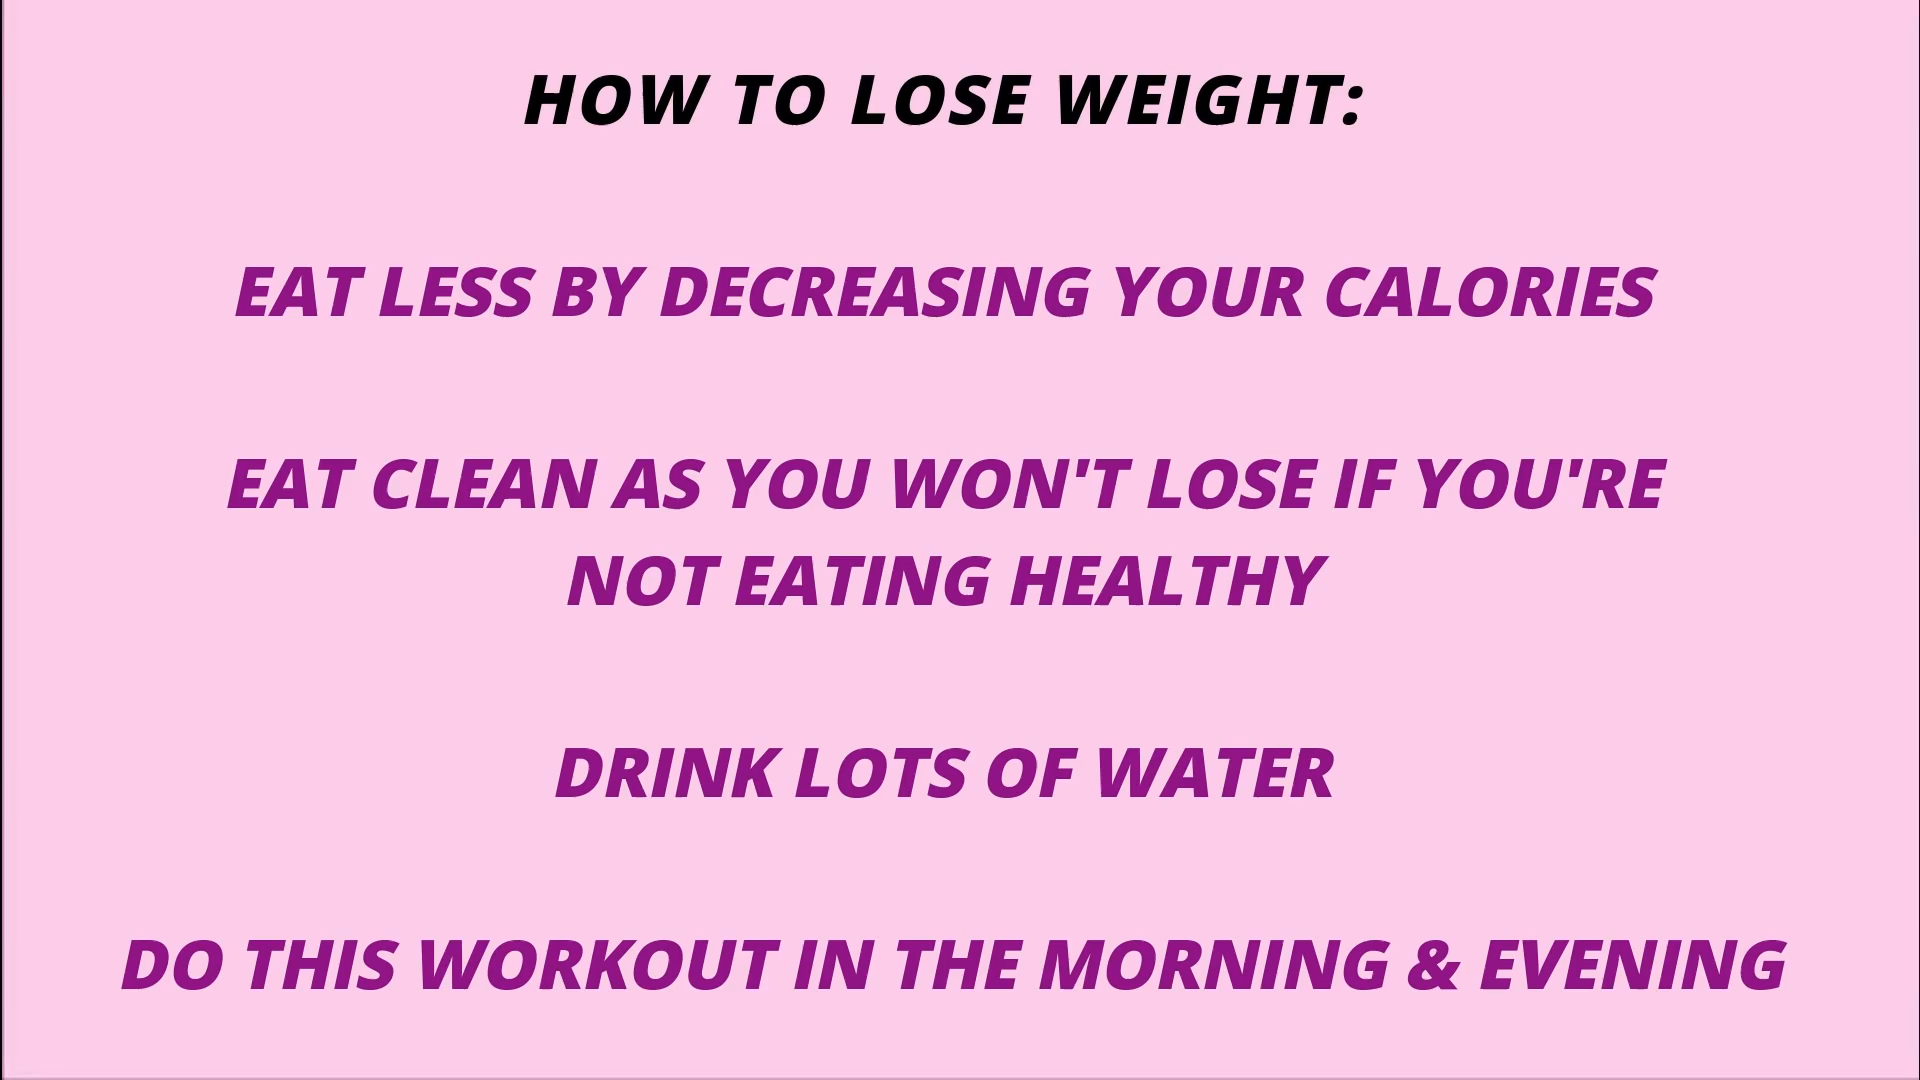 HOW TO LOSE WEIGHT:
EAT LESS BY DECREASING YOUR CALORIES
EAT CLEAN AS YOU WON'T LOSE IF YOU'RE
NOT EATING HEALTHY
DRINK LOTS OF WATER
DO THIS WORKOUT IN THE MORNING & EVENING